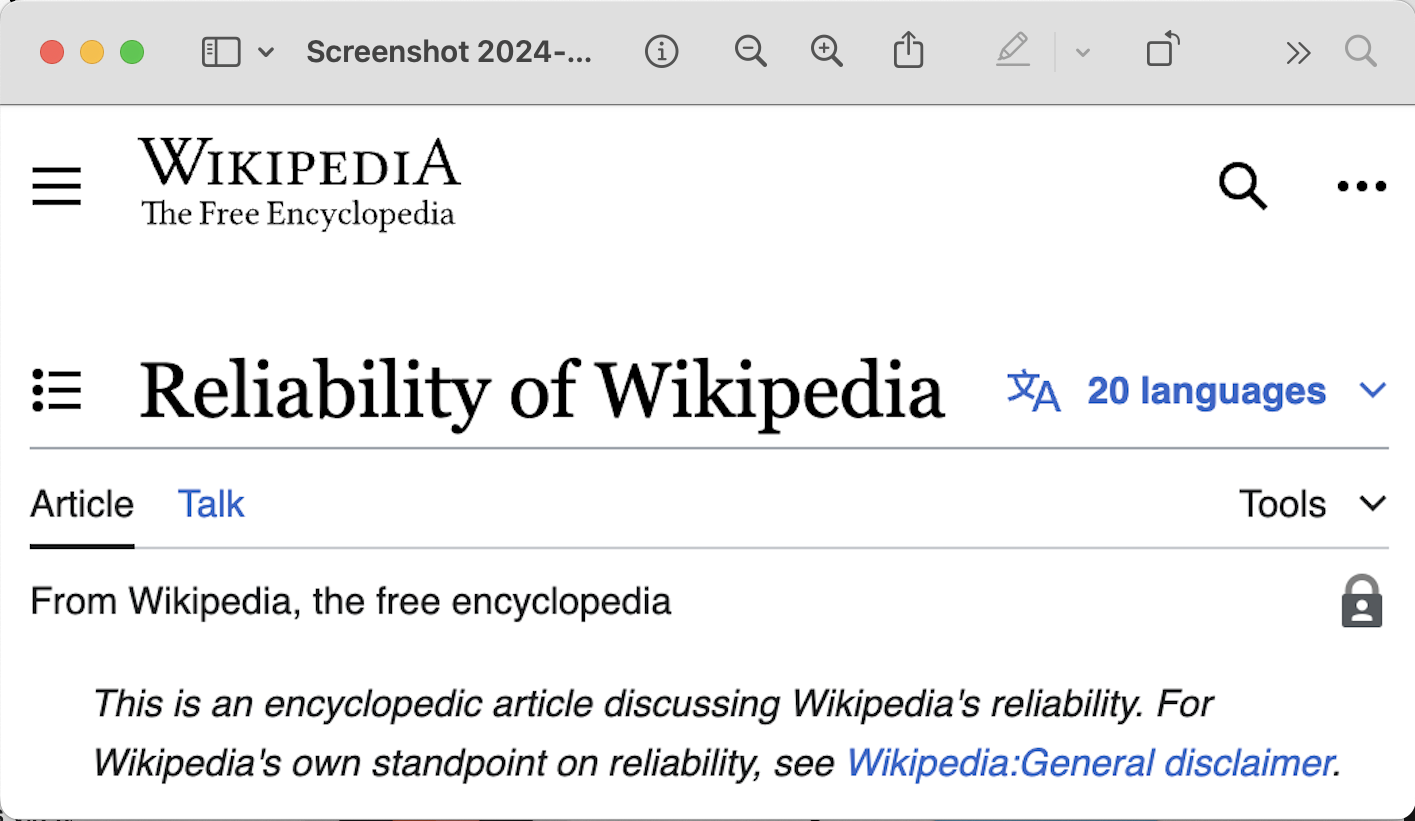 Screenshot 2024-...
WIKIPEDIA
The Free Encyclopedia
Reliability of Wikipedia
20 languages
Article Talk Tools
From Wikipedia, the free encyclopedia
This is an encyclopedic article discussing Wikipedia's reliability. For
Wikipedia's own standpoint on reliability, see Wikipedia:General disclaimer.